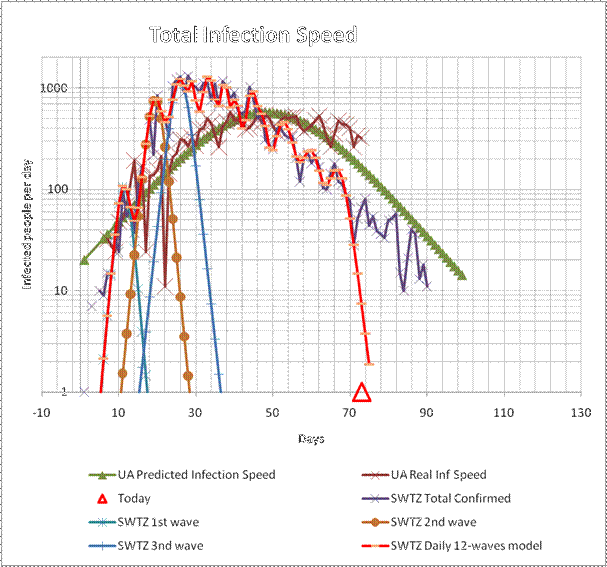 Total Infection Speed
1000
100
10
1
Infected people per day
-10 10 30 50 70 90 110 130
Days
UA Predicted Infection Speed UA Real Inf Speed
Today SWTZ Total Confirmed
SWTZ 1st wave SWTZ 2nd wave
SWTZ 3nd wave SWTZ Daily 12-waves model